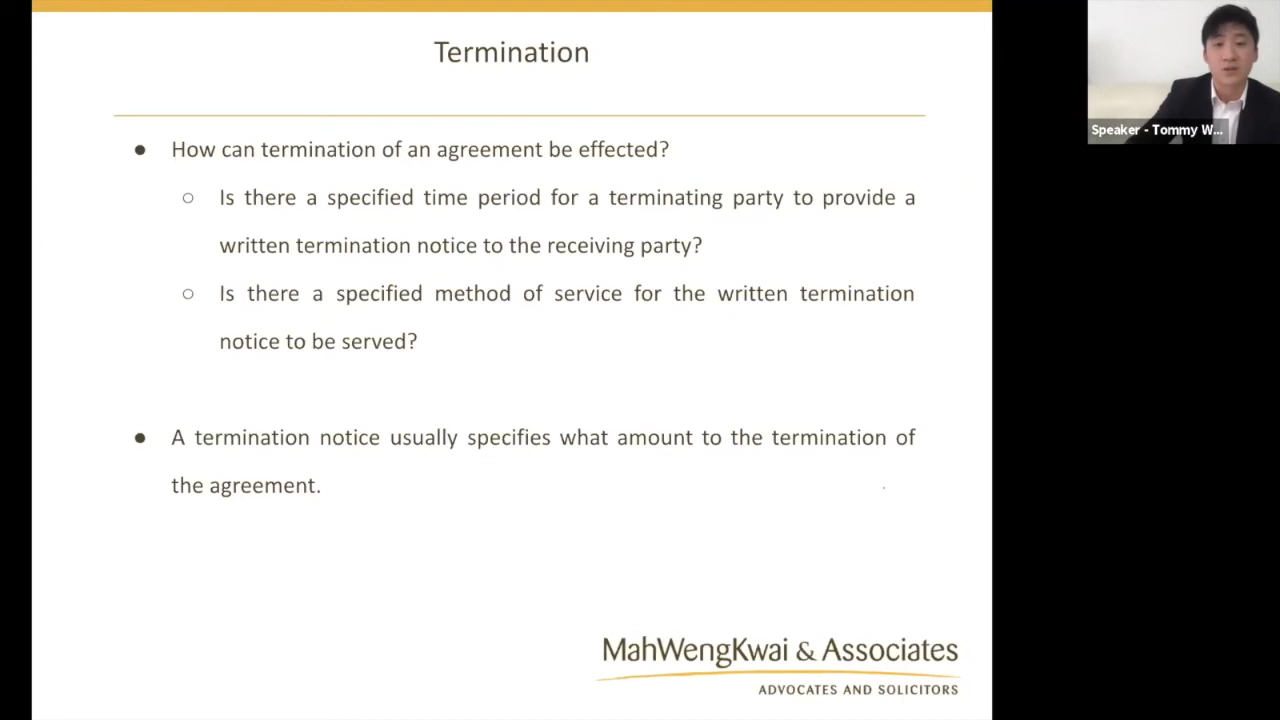 Termination
● How can termination of an agreement be effected?
○ Is there a specified time period for a terminating party to provide a
written termination notice to the receiving party?
○ Is there a specified method of service for the written termination
notice to be served?
● A termination notice usually specifies what amount to the termination of
the agreement.
MahWengKwai & Associates
ADVOCATES AND SOLICITORS
Speaker - Tommy W...